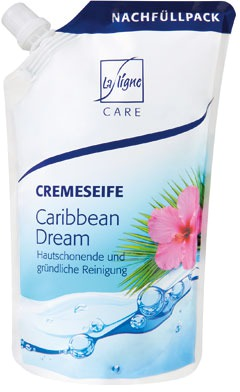 NACHFÜLLPACK
La ligne
CARE
CREMESEIFE
Caribbean
Dream
Hautschonende und
gründliche Reinigung